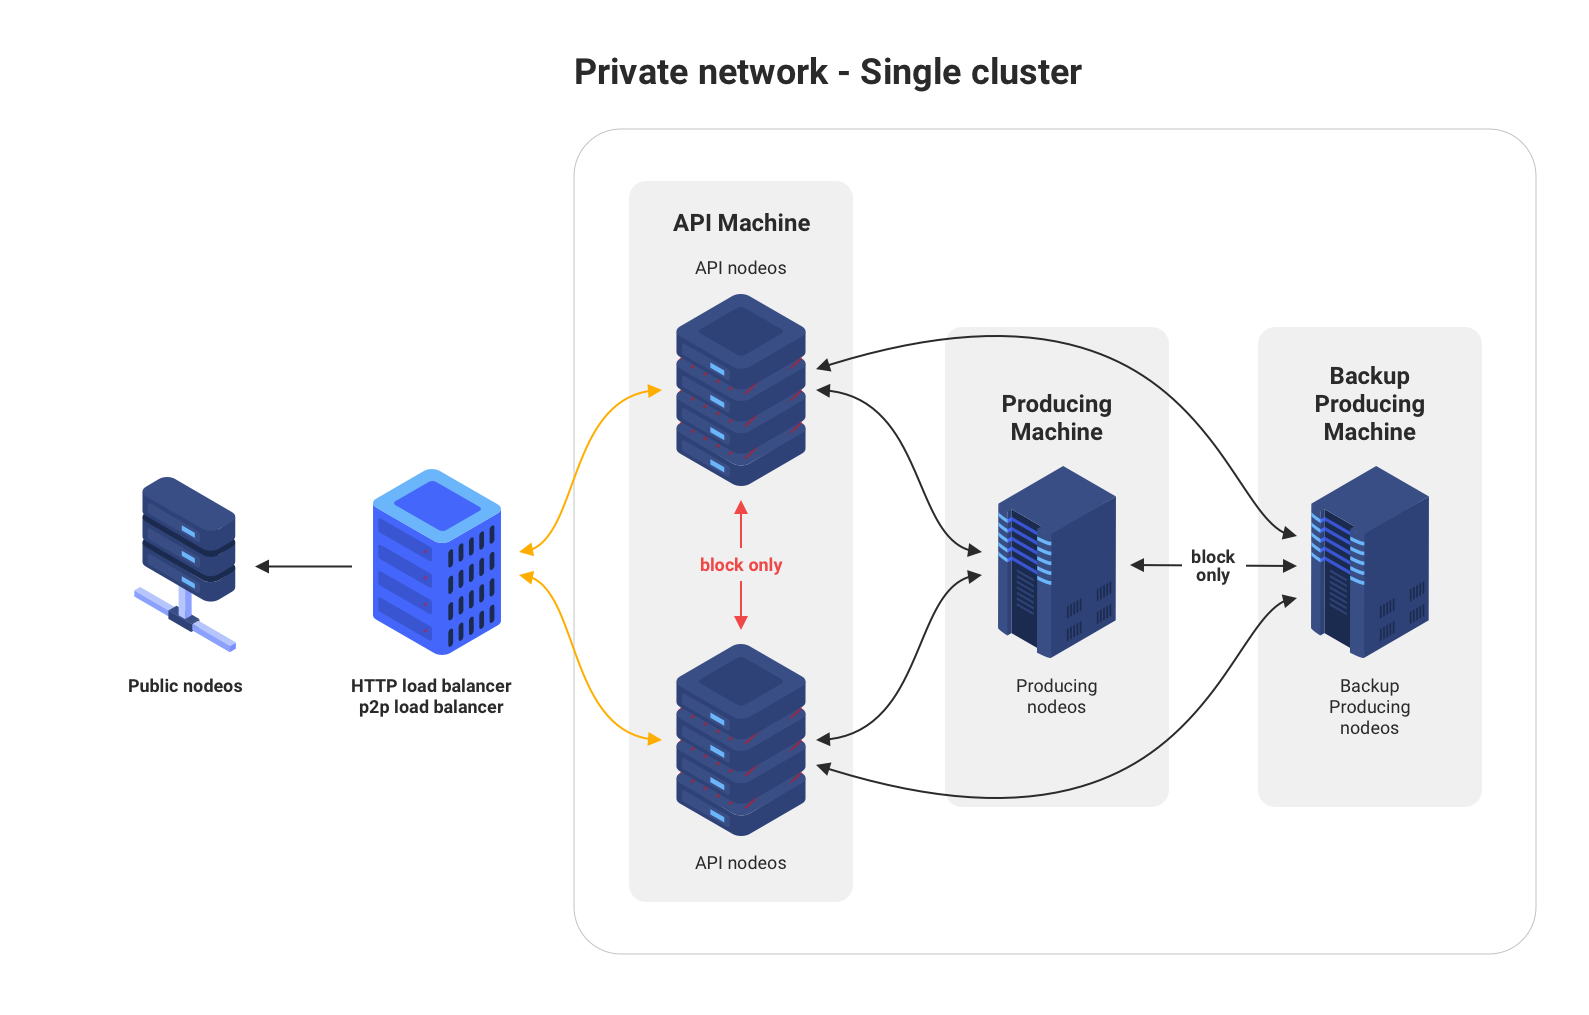 Private network - Single cluster
API Machine
API nodeos
block only
API nodeos
Producing
Machine
Producing
nodeos
block
only
Backup
Producing
Machine
Backup
Producing
nodeos
Public nodeos
HTTP load balancer
p2p load balancer